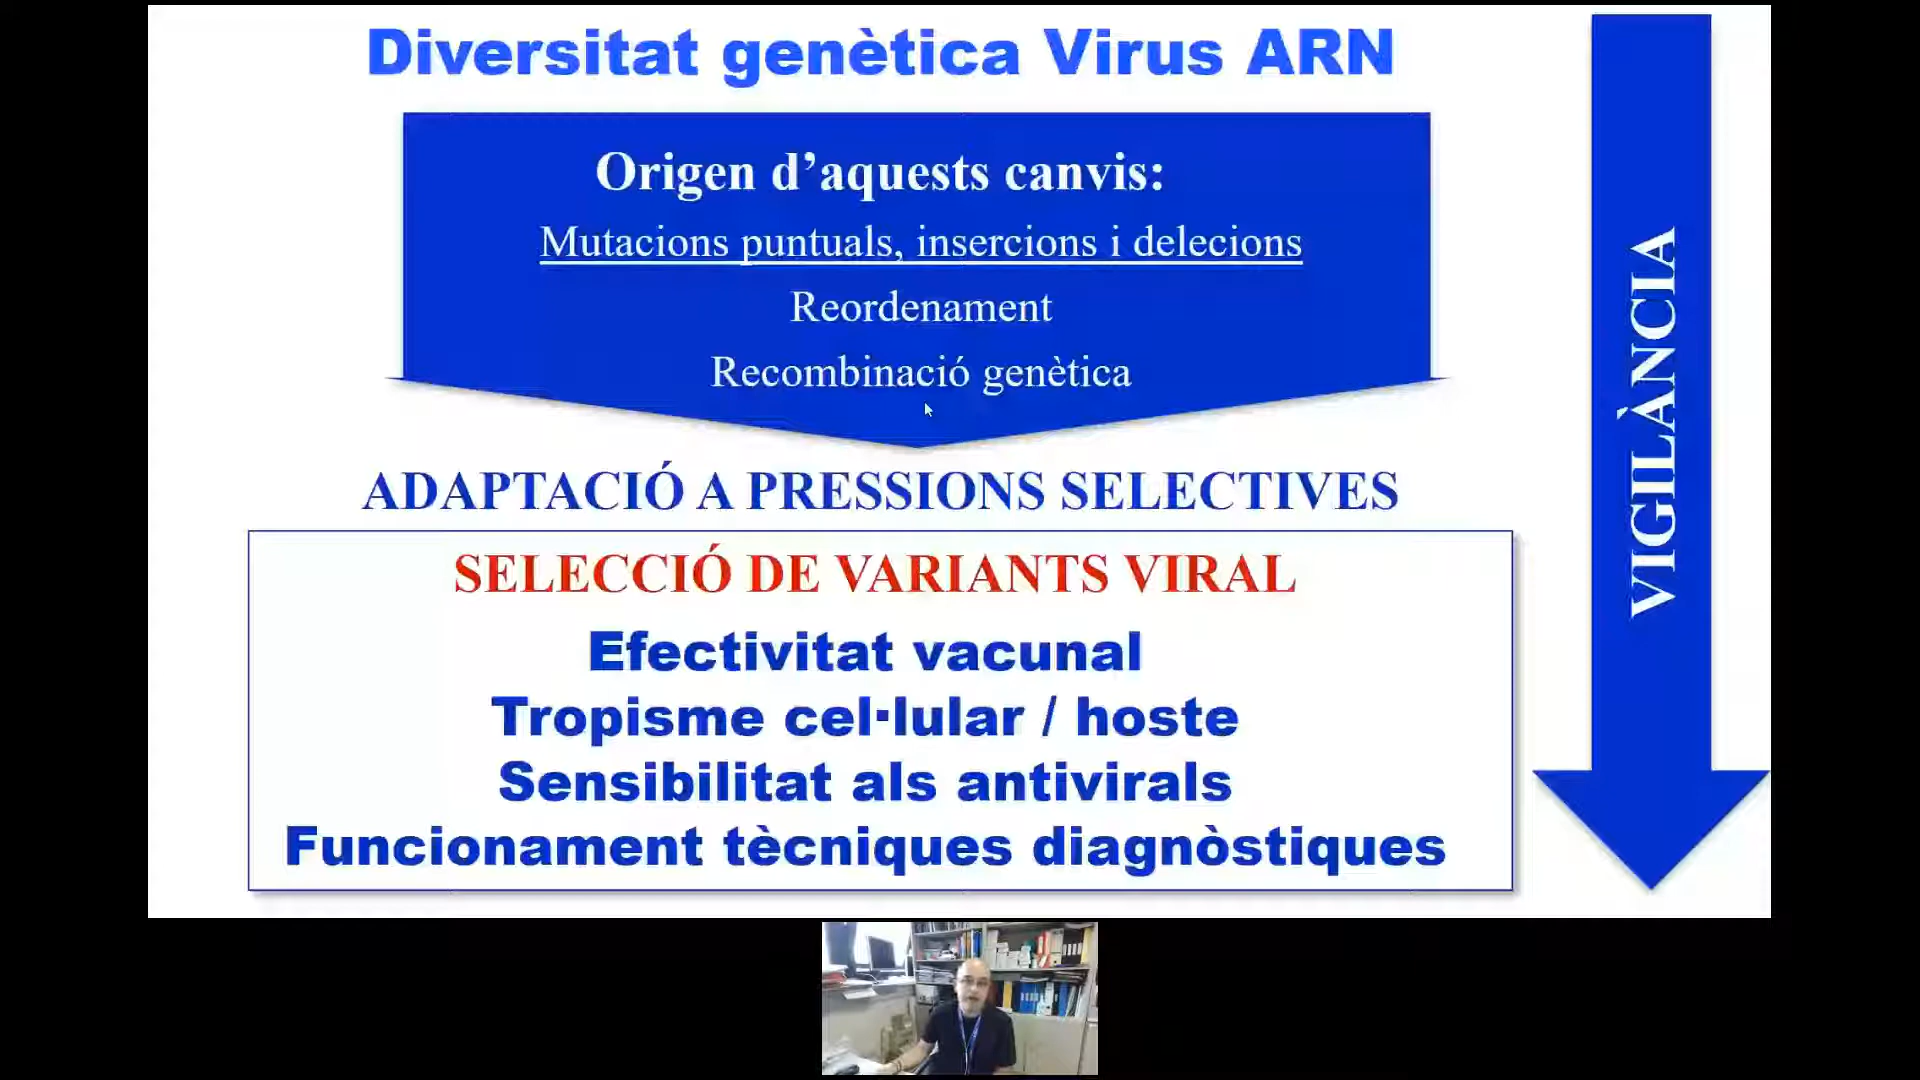 Diversitat genètica Virus ARN
Origen d’aquests canvis:
Mutacions puntuals, insercions i delecions
Reordenament
Recombinació genètica
ADAPTACIÓ A PRESSIONS SELECTIVES
SELECCIÓ DE VARIANTS VIRAL
Efectivitat vacunal
Tropisme cel·lular / hoste
Sensibilitat als antivirals
Funcionament tècniques diagnòstiques
VIGILÀNCIA